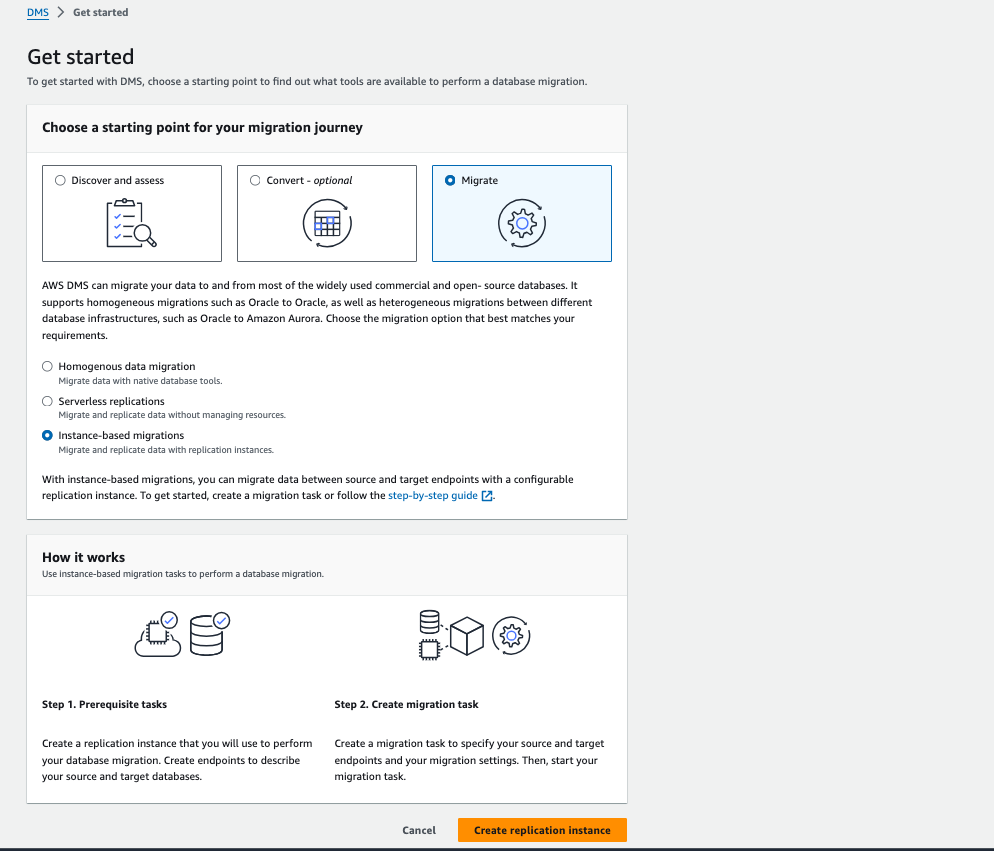 DMS > Get started
Get started
To get started with DMS, choose a starting point to find out what tools are available to perform a database migration.
Choose a starting point for your migration journey
Discover and assess
Convert - optional
Migrate
AWS DMS can migrate your data to and from most of the widely used commercial and open- source databases. It
supports homogeneous migrations such as Oracle to Oracle, as well as heterogeneous migrations between different
database infrastructures, such as Oracle to Amazon Aurora. Choose the migration option that best matches your
requirements.
Homogenous data migration
Migrate data with native database tools.
Serverless replications
Migrate and replicate data without managing resources.
Instance-based migrations
Migrate and replicate data with replication instances.
With instance-based migrations, you can migrate data between source and target endpoints with a configurable
replication instance. To get started, create a migration task or follow the step-by-step guide.
How it works
Use instance-based migration tasks to perform a database migration.
Step 1. Prerequisite tasks
Create a replication instance that you will use to perform
your database migration. Create endpoints to describe
your source and target databases.
Step 2. Create migration task
Create a migration task to specify your source and target
endpoints and your migration settings. Then, start your
migration task.
Cancel
Create replication instance